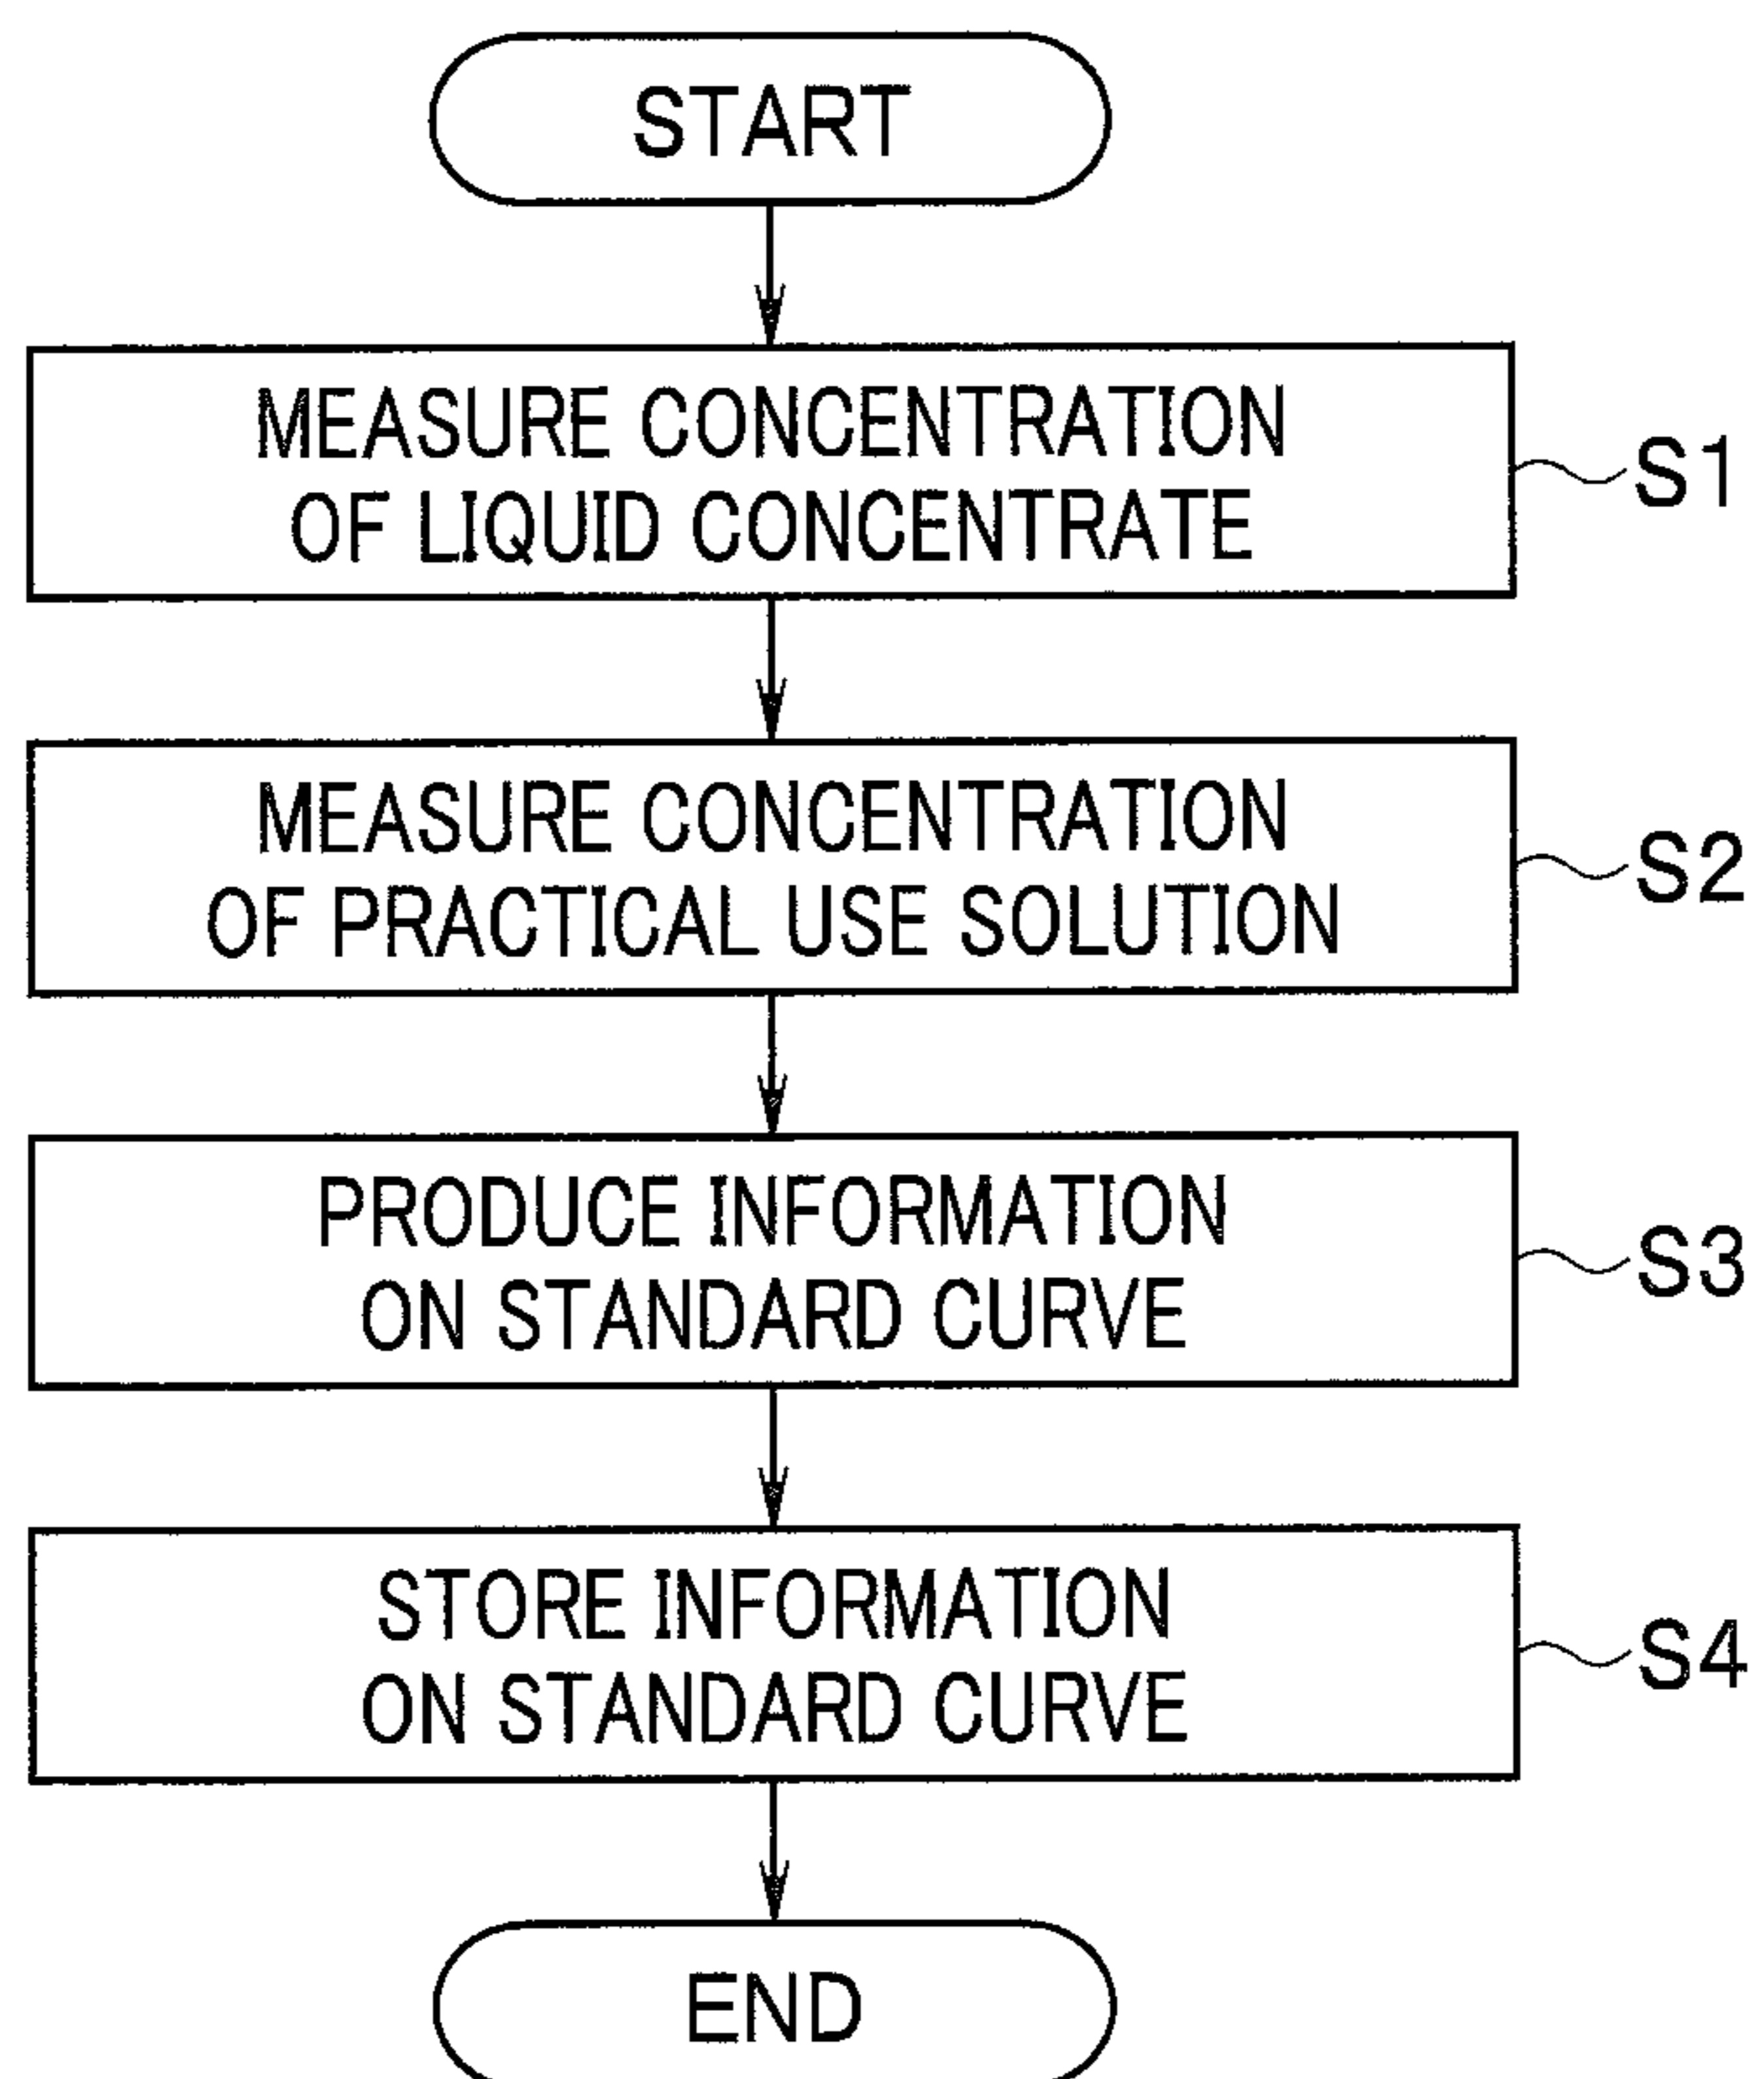 START
MEASURE CONCENTRATION
OF LIQUID CONCENTRATE
S1
MEASURE CONCENTRATION
OF PRACTICAL USE SOLUTION
S2
PRODUCE INFORMATION
ON STANDARD CURVE
S3
STORE INFORMATION
ON STANDARD CURVE
S4
END